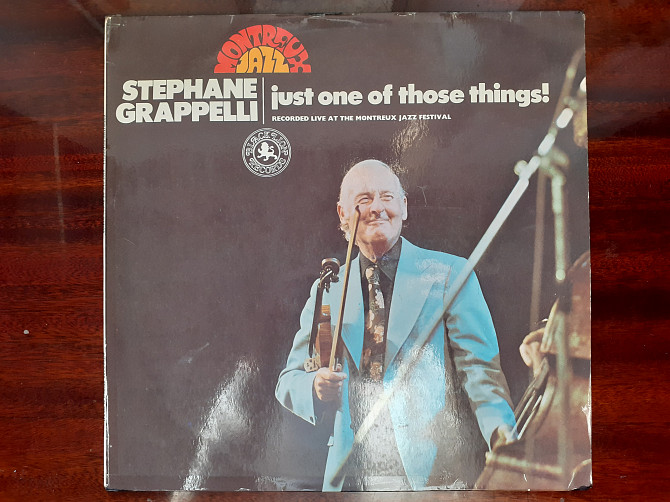 MONTREUX
JAZZ
STEPHANE
GRAPPELLI
just one of those things!
RECORDED LIVE AT THE MONTREUX JAZZ FESTIVAL
BLACK LION
RECORDS